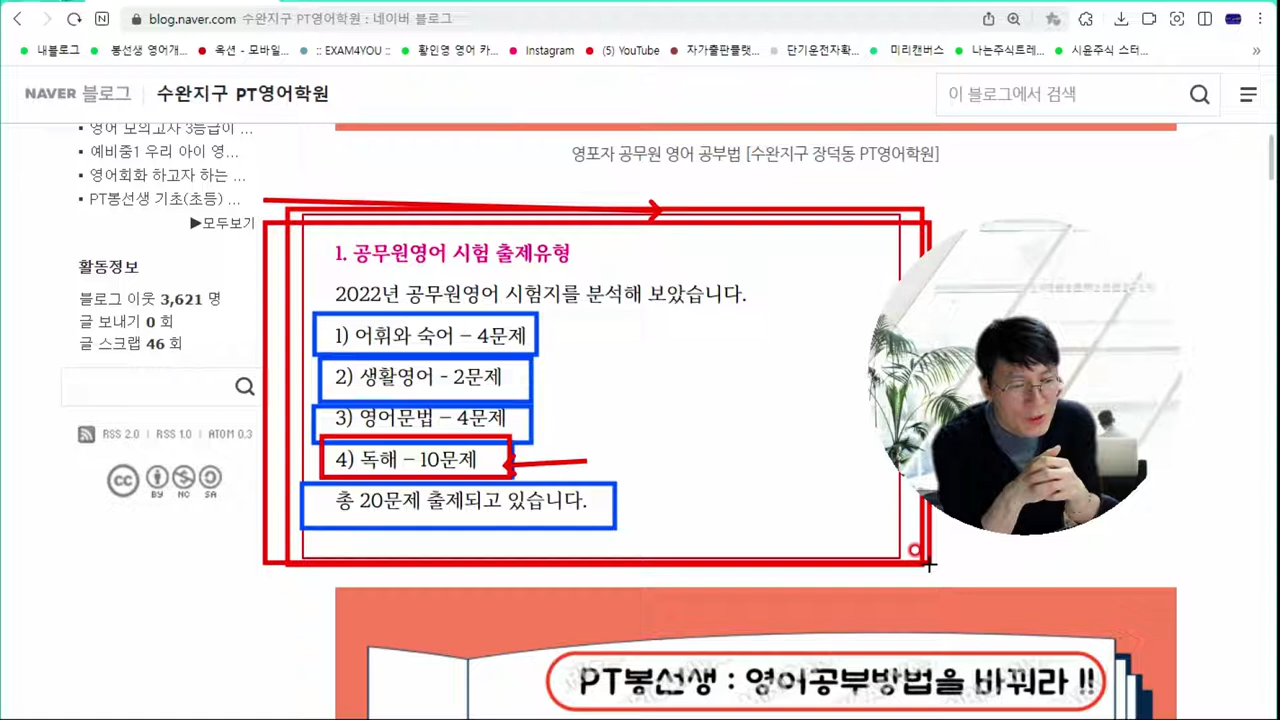 blog.naver.com 수완지구 PT영어학원 : 네이버 블로그
내블로그
봉선생 영어개...
옥션 - 모바일...
:: EXAM4YOU ::
황인영 영어 카...
Instagram
(5) YouTube
자가출판플랫...
단기운전자확...
미리캔버스
나는주식트레...
시윤주식 스터...
NAVER 블로그
수완지구 PT영어학원
이 블로그에서 검색
영어 모의고사 3등급이 ...
예비중1 우리 아이 영...
영어회화 하고자 하는 ...
PT봉선생 기초(초등) ...
▶모두보기
활동정보
블로그 이웃 3,621 명
글 보내기 0 회
글 스크랩 46 회
RSS 2.0 | RSS 1.0 | ATOM 0.3
CC BY NC SA
영포자 공무원 영어 공부법 [수완지구 장덕동 PT영어학원]
1. 공무원영어 시험 출제유형
2022년 공무원영어 시험지를 분석해 보았습니다.
1) 어휘와 숙어 – 4문제
2) 생활영어 - 2문제
3) 영어문법 – 4문제
4) 독해 – 10문제
총 20문제 출제되고 있습니다.
PT봉선생 : 영어공부방법을 바꿔라 !!